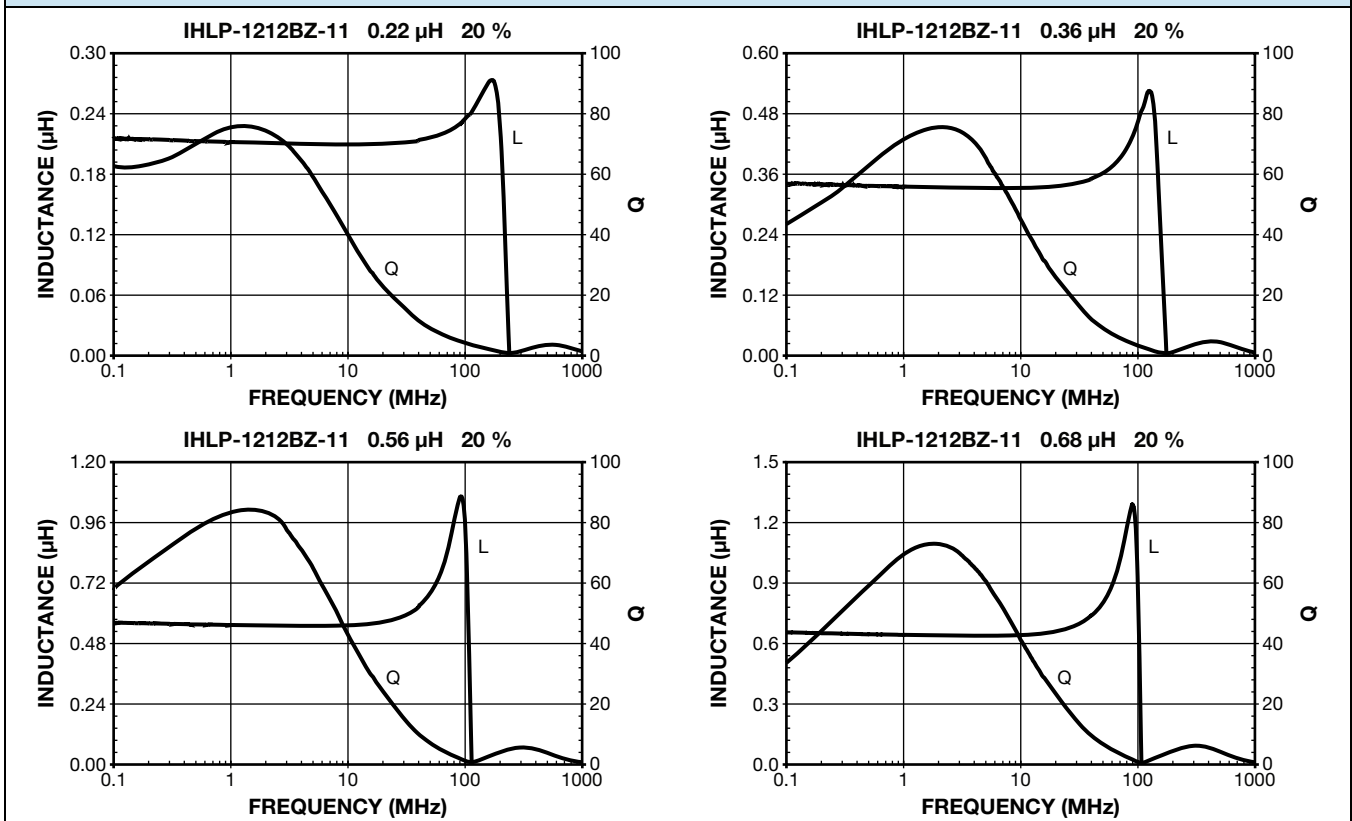 IHLP-1212BZ-11 0.22 µH 20 %
0.30
0.24
0.18
0.12
0.06
0.00
INDUCTANCE (µH)
100
80
60
40
20
0
Q
L
Q
0.1 1 10 100 1000
FREQUENCY (MHz)
IHLP-1212BZ-11 0.36 µH 20 %
0.60
0.48
0.36
0.24
0.12
0.00
INDUCTANCE (µH)
100
80
60
40
20
0
Q
L
Q
0.1 1 10 100 1000
FREQUENCY (MHz)
IHLP-1212BZ-11 0.56 µH 20 %
1.20
0.96
0.72
0.48
0.24
0.00
INDUCTANCE (µH)
100
80
60
40
20
0
Q
L
Q
0.1 1 10 100 1000
FREQUENCY (MHz)
IHLP-1212BZ-11 0.68 µH 20 %
1.5
1.2
0.9
0.6
0.3
0.0
INDUCTANCE (µH)
100
80
60
40
20
0
Q
L
Q
0.1 1 10 100 1000
FREQUENCY (MHz)